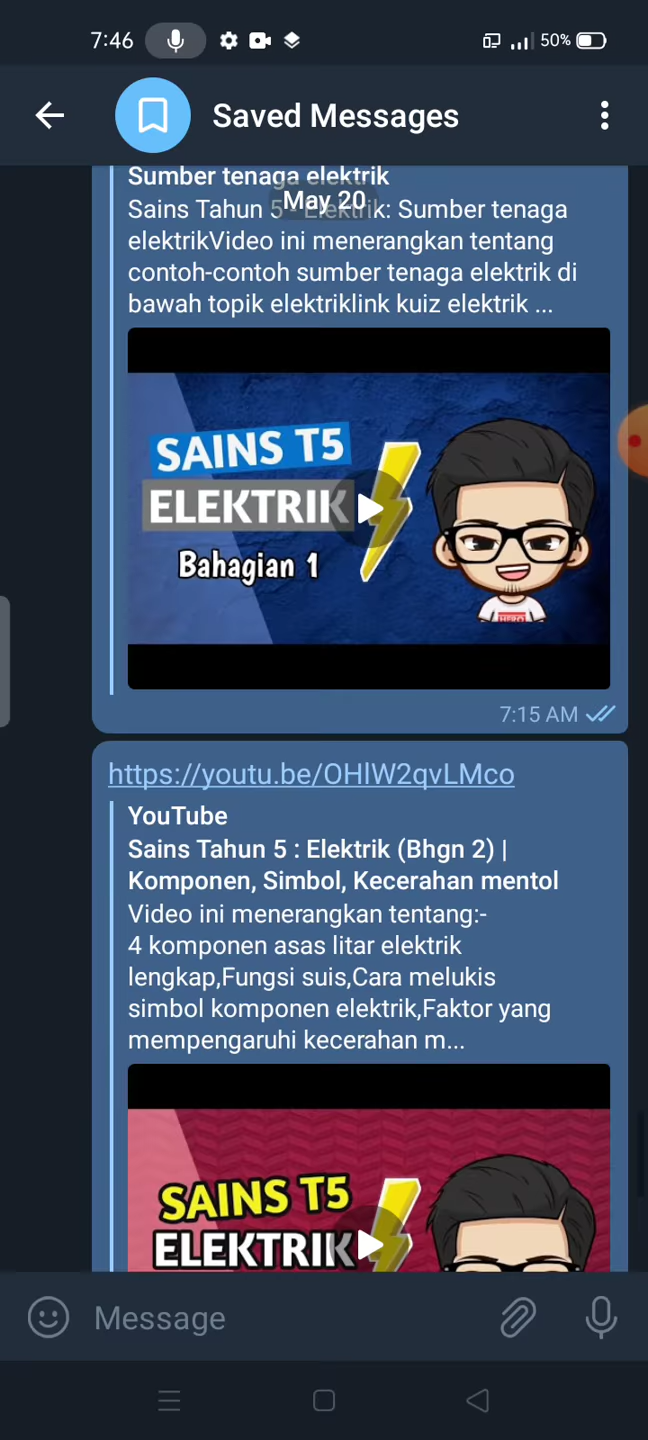 7:46
50%
Saved Messages
Sumber tenaga elektrik
May 20
Sains Tahun 5 - Elektrik: Sumber tenaga
elektrikVideo ini menerangkan tentang
contoh-contoh sumber tenaga elektrik di
bawah topik elektriklink kuiz elektrik ...
SAINS T5
ELEKTRIK
Bahagian 1
HERO
7:15 AM
https://youtu.be/OHlW2qvLMco
YouTube
Sains Tahun 5 : Elektrik (Bhgn 2) |
Komponen, Simbol, Kecerahan mentol
Video ini menerangkan tentang:-
4 komponen asas litar elektrik
lengkap,Fungsi suis,Cara melukis
simbol komponen elektrik,Faktor yang
mempengaruhi kecerahan m...
SAINS T5
ELEKTRIK
Message